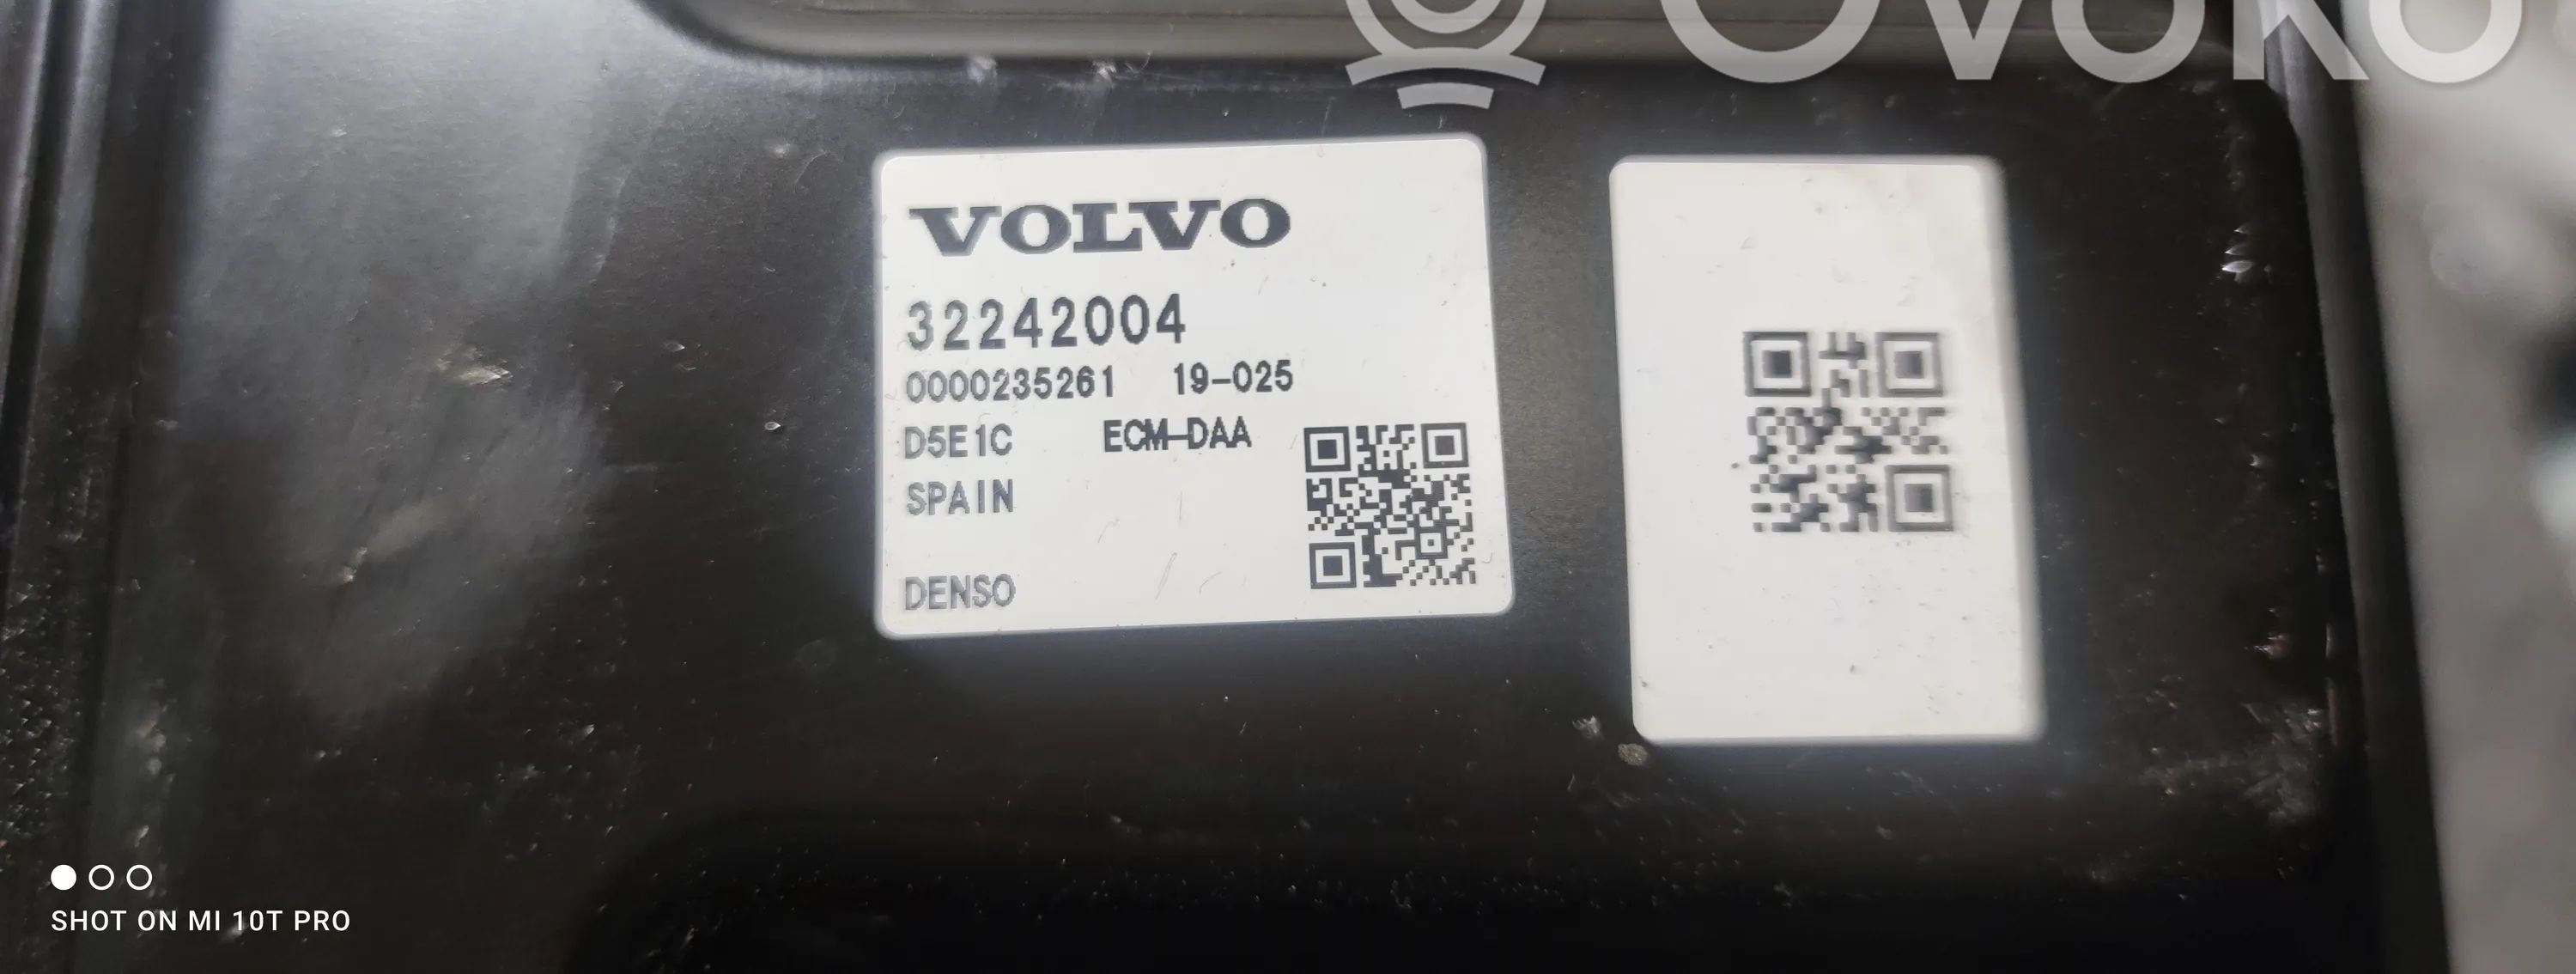 OVOKO
VOLVO
32242004
0000235261 19-025
D5E1C ECM-DAA
SPAIN
DENSO
SHOT ON MI 10T PRO